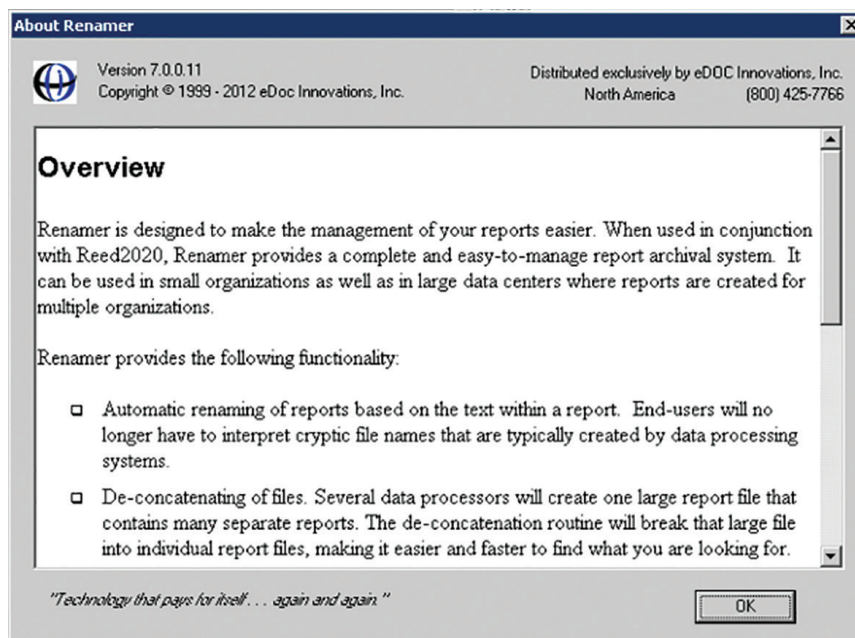 About Renamer
Version 7.0.0.11
Copyright © 1999 - 2012 eDoc Innovations, Inc.
Distributed exclusively by eDOC Innovations, Inc.
North America (800) 425-7766
Overview
Renamer is designed to make the management of your reports easier. When used in conjunction
with Reed2020, Renamer provides a complete and easy-to-manage report archival system. It
can be used in small organizations as well as in large data centers where reports are created for
multiple organizations.
Renamer provides the following functionality:
Automatic renaming of reports based on the text within a report. End-users will no
longer have to interpret cryptic file names that are typically created by data processing
systems.
De-concatenating of files. Several data processors will create one large report file that
contains many separate reports. The de-concatenation routine will break that large file
into individual report files, making it easier and faster to find what you are looking for.
"Technology that pays for itself . . . again and again."
OK